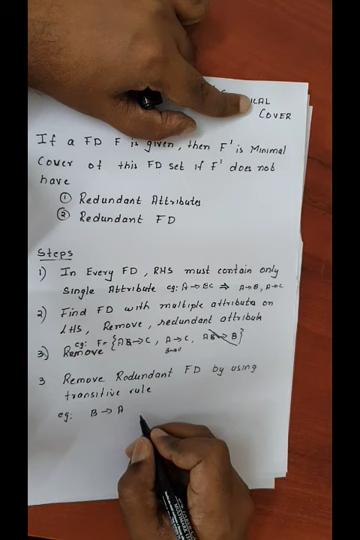 COVER
If a FD F is given, then F' is Minimal
Cover of this FD set if F' does not
have
① Redundant Attributes
② Redundant FD
Steps
1) In Every FD, RHS must contain only
Single Attribute eg: A→BC ⇒ A→B, A→C
2) Find FD with multiple attributes on
LHS, Remove, redundant attribute
eg: F= {AB→C, A→C, AB→B}
B→C
3) Remove
3 Remove Redundant FD by using
transitive rule
eg: B→A